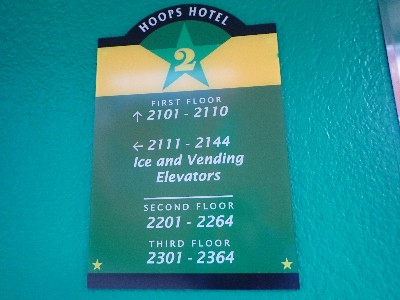 HOOPS HOTEL
2
FIRST FLOOR
↑ 2101 - 2110
← 2111 - 2144
Ice and Vending
Elevators
SECOND FLOOR
2201 - 2264
THIRD FLOOR
2301 - 2364